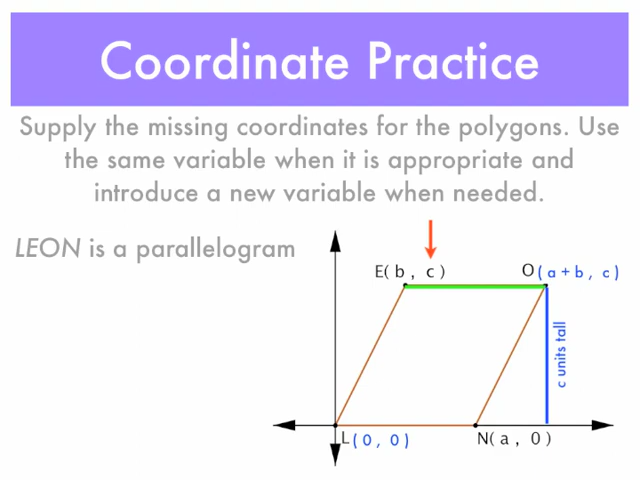 Coordinate Practice
Supply the missing coordinates for the polygons. Use
the same variable when it is appropriate and
introduce a new variable when needed.
LEON is a parallelogram
E( b , c )
O( a + b , c )
c units tall
L( 0 , 0 )
N( a , 0 )